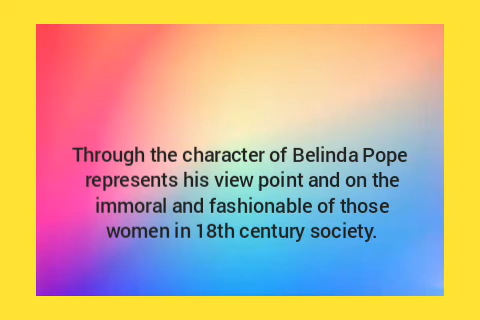 Through the character of Belinda Pope
represents his view point and on the
immoral and fashionable of those
women in 18th century society.